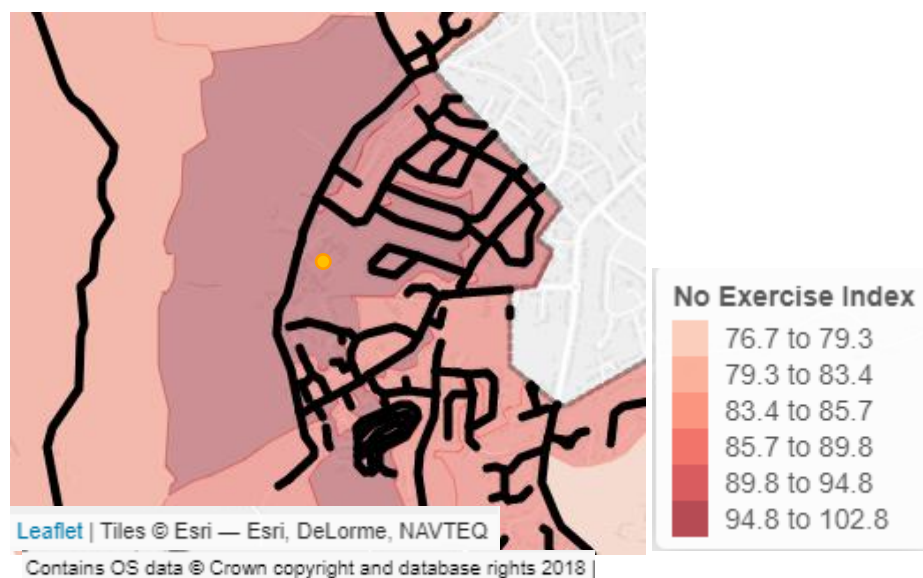 No Exercise Index
76.7 to 79.3
79.3 to 83.4
83.4 to 85.7
85.7 to 89.8
89.8 to 94.8
94.8 to 102.8
Leaflet | Tiles © Esri — Esri, DeLorme, NAVTEQ
Contains OS data © Crown copyright and database rights 2018 |